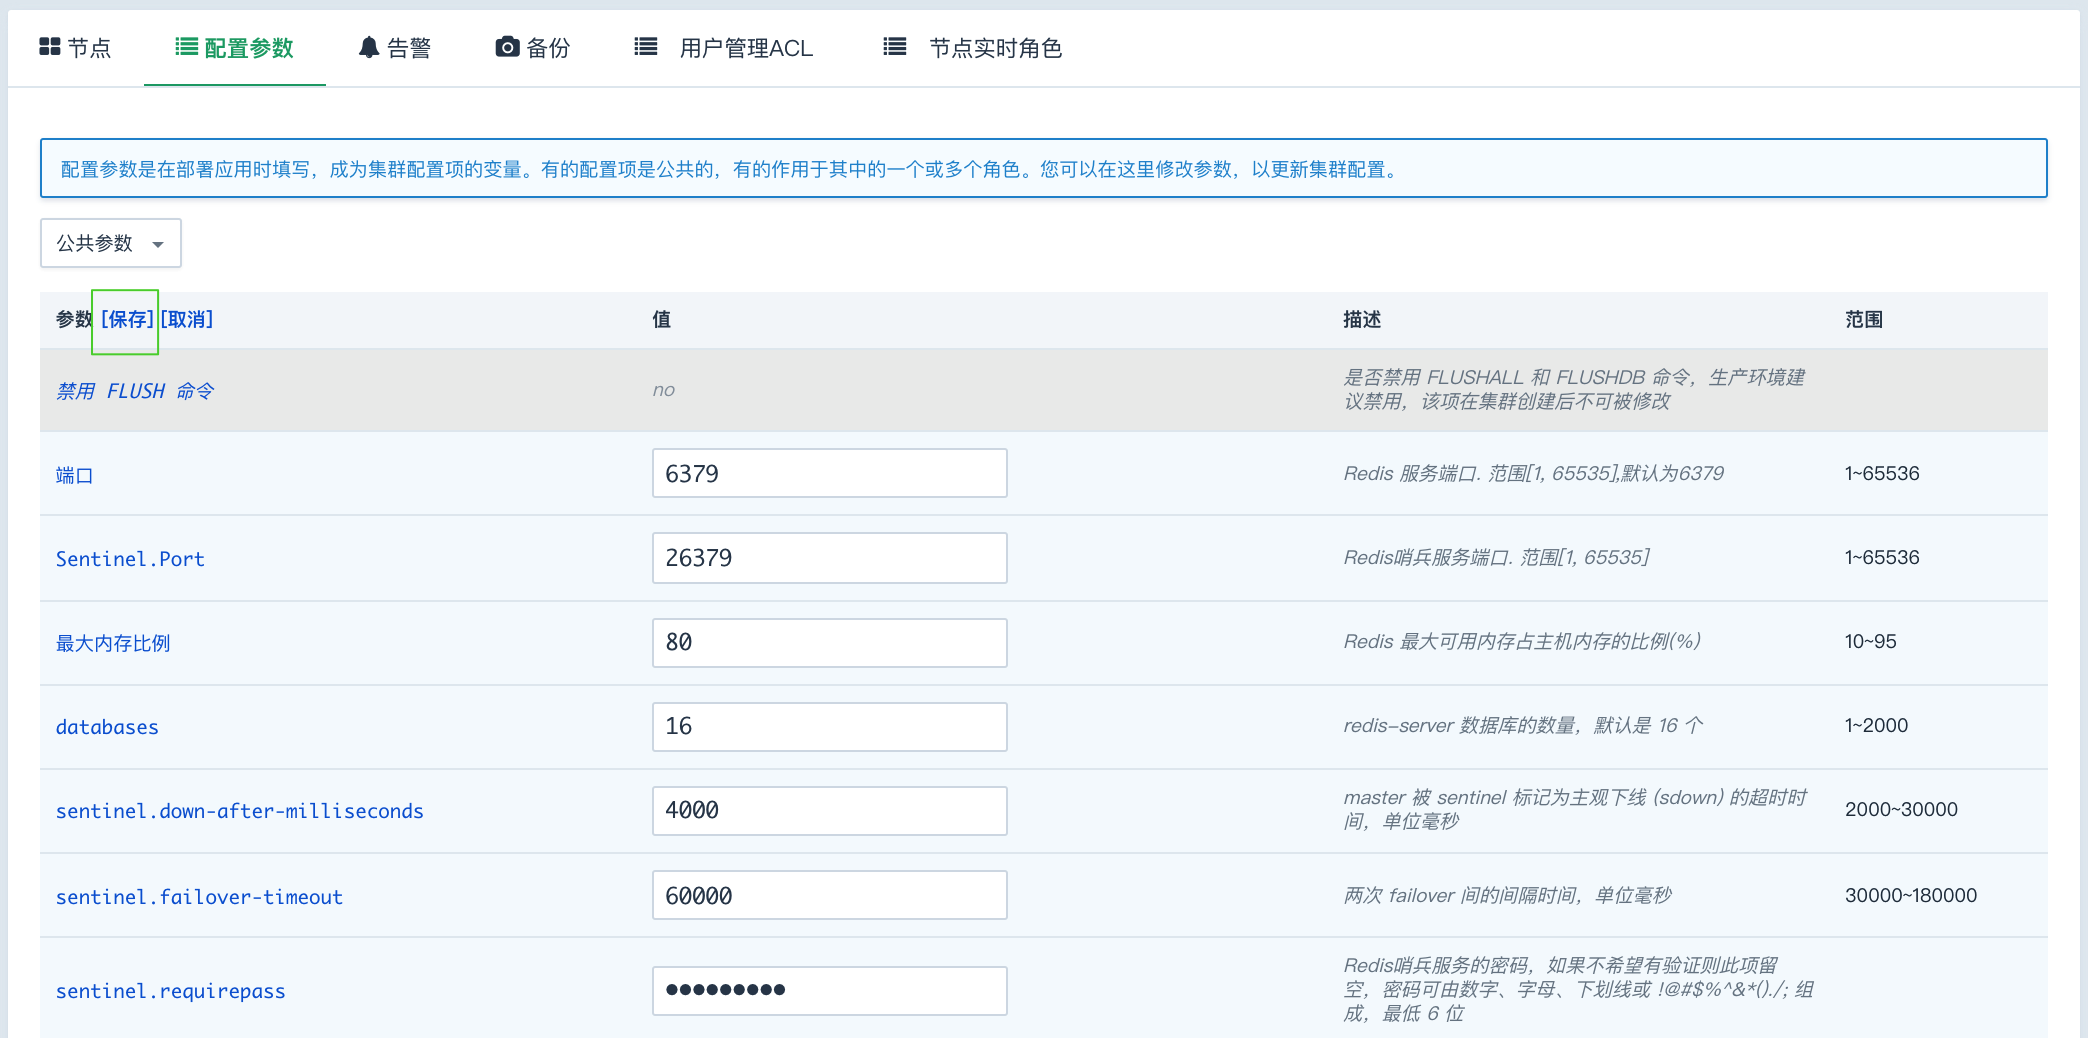 节点 配置参数 告警 备份 用户管理ACL 节点实时角色
配置参数是在部署应用时填写，成为集群配置项的变量。有的配置项是公共的，有的作用于其中的一个或多个角色。您可以在这里修改参数，以更新集群配置。
公共参数
参数 [保存] [取消] 值 描述 范围
禁用 FLUSH 命令 no 是否禁用 FLUSHALL 和 FLUSHDB 命令，生产环境建
议禁用，该项在集群创建后不可被修改
端口 6379 Redis 服务端口. 范围[1, 65535],默认为6379 1~65536
Sentinel.Port 26379 Redis哨兵服务端口. 范围[1, 65535] 1~65536
最大内存比例 80 Redis 最大可用内存占主机内存的比例(%) 10~95
databases 16 redis-server 数据库的数量，默认是 16 个 1~2000
sentinel.down-after-milliseconds 4000 master 被 sentinel 标记为主观下线 (sdown) 的超时时
间，单位毫秒 2000~30000
sentinel.failover-timeout 60000 两次 failover 间的间隔时间，单位毫秒 30000~180000
sentinel.requirepass ●●●●●●●●● Redis哨兵服务的密码，如果不希望有验证则此项留
空，密码可由数字、字母、下划线或 !@#$%^&*()./; 组
成，最低 6 位